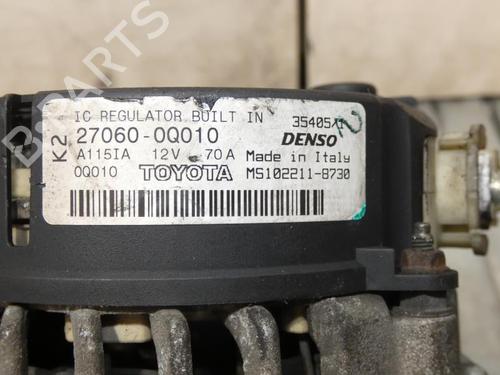 B-PARTS
IC REGULATOR BUILT IN
K2 27060-0Q010 DENSO
A115IA 12V 70A Made in Italy
0Q010 TOYOTA MS102211-8730